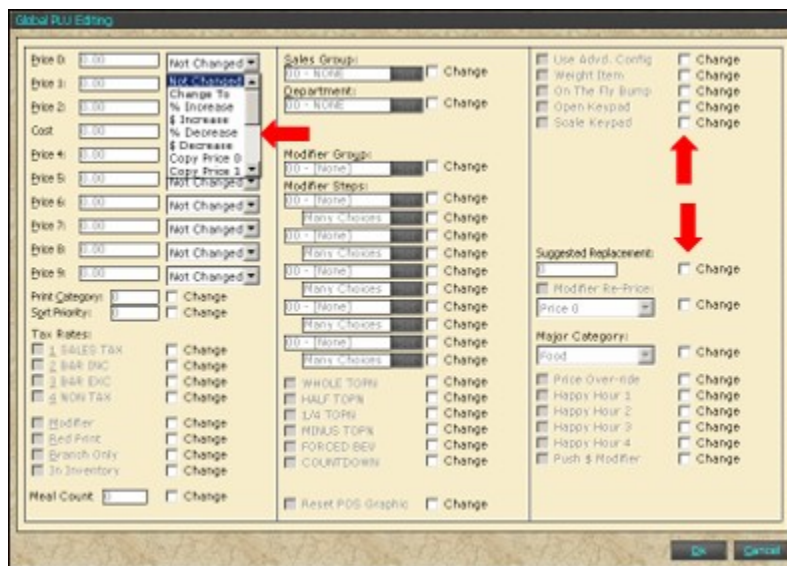 Global PLU Editing
Price 0: 0.00 Not Changed
Price 1: 0.00
Price 2: 0.00
Cost 0.00
Price 4: 0.00
Price 5: 0.00 Not Changed
Price 6: 0.00 Not Changed
Price 7: 0.00 Not Changed
Price 8: 0.00 Not Changed
Price 9: 0.00 Not Changed
Not Changed
Change To
% Increase
$ Increase
% Decrease
$ Decrease
Copy Price 0
Copy Price 1
Print Category: 0 Change
Sort Priority: 0 Change
Tax Rates:
1 SALES TAX Change
2 BAR INC Change
3 BAR EXC Change
4 NON TAX Change
Modifier Change
Red Print Change
Branch Only Change
In Inventory Change
Meal Count 0 Change
Sales Group:
00 - NONE Change
Department:
00 - NONE Change
Modifier Group:
00 - [None] Change
Modifier Steps:
00 - [None] Change
Many Choices Change
00 - [None] Change
Many Choices Change
00 - [None] Change
Many Choices Change
00 - [None] Change
Many Choices Change
00 - [None] Change
Many Choices Change
WHOLE TOPN Change
HALF TOPN Change
1/4 TOPN Change
MINUS TOPN Change
FORCED BEV Change
COUNTDOWN Change
Reset POS Graphic Change
Use Advd. Config Change
Weight Item Change
On The Fly Bump Change
Open Keypad Change
Scale Keypad Change
Suggested Replacement:
0 Change
Modifier Re-Price:
Price 0 Change
Major Category:
Food Change
Price Over-ride Change
Happy Hour 1 Change
Happy Hour 2 Change
Happy Hour 3 Change
Happy Hour 4 Change
Push $ Modifier Change
Ok Cancel